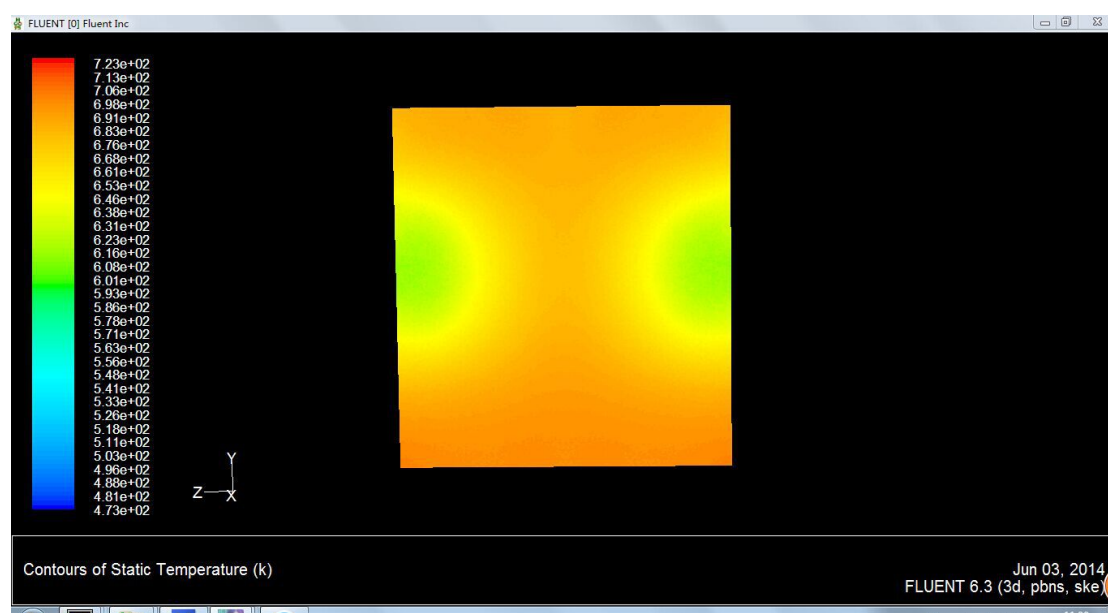 FLUENT [0] Fluent Inc
7.23e+02
7.13e+02
7.06e+02
6.98e+02
6.91e+02
6.83e+02
6.76e+02
6.68e+02
6.61e+02
6.53e+02
6.46e+02
6.38e+02
6.31e+02
6.23e+02
6.16e+02
6.08e+02
6.01e+02
5.93e+02
5.86e+02
5.78e+02
5.71e+02
5.63e+02
5.56e+02
5.48e+02
5.41e+02
5.33e+02
5.26e+02
5.18e+02
5.11e+02
5.03e+02
4.96e+02
4.88e+02
4.81e+02
4.73e+02
Y
Z
X
Contours of Static Temperature (k)
Jun 03, 2014
FLUENT 6.3 (3d, pbns, ske)